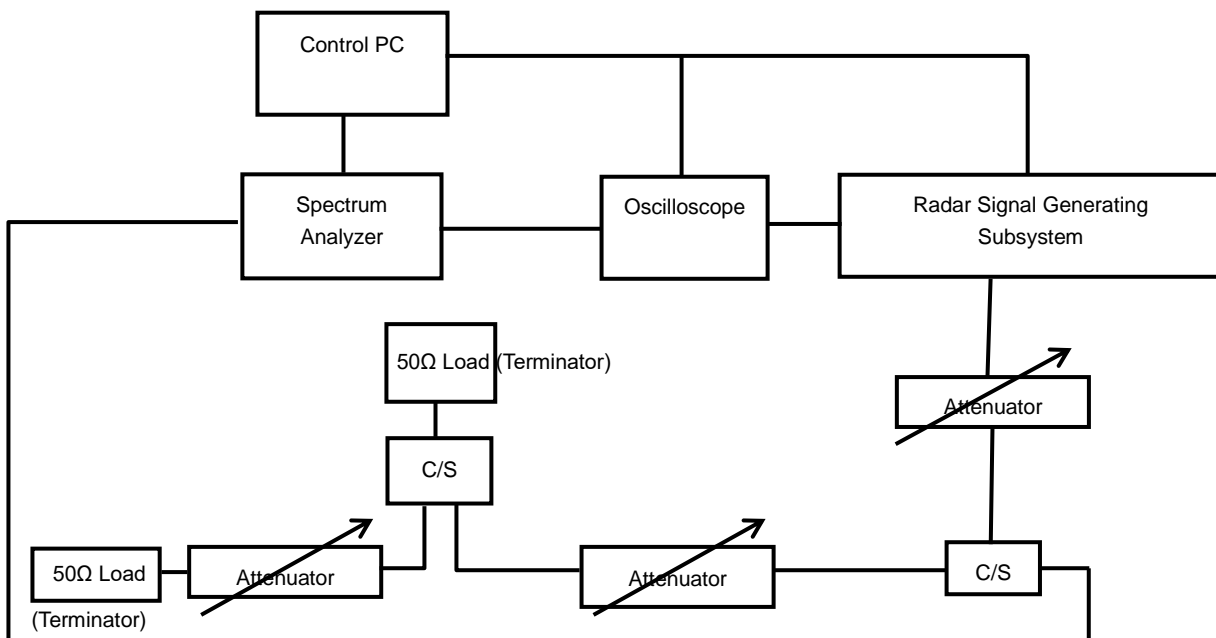 Control PC
Spectrum
Analyzer
Oscilloscope
Radar Signal Generating
Subsystem
50Ω Load (Terminator)
Attenuator
C/S
50Ω Load
(Terminator)
Attenuator
Attenuator
C/S